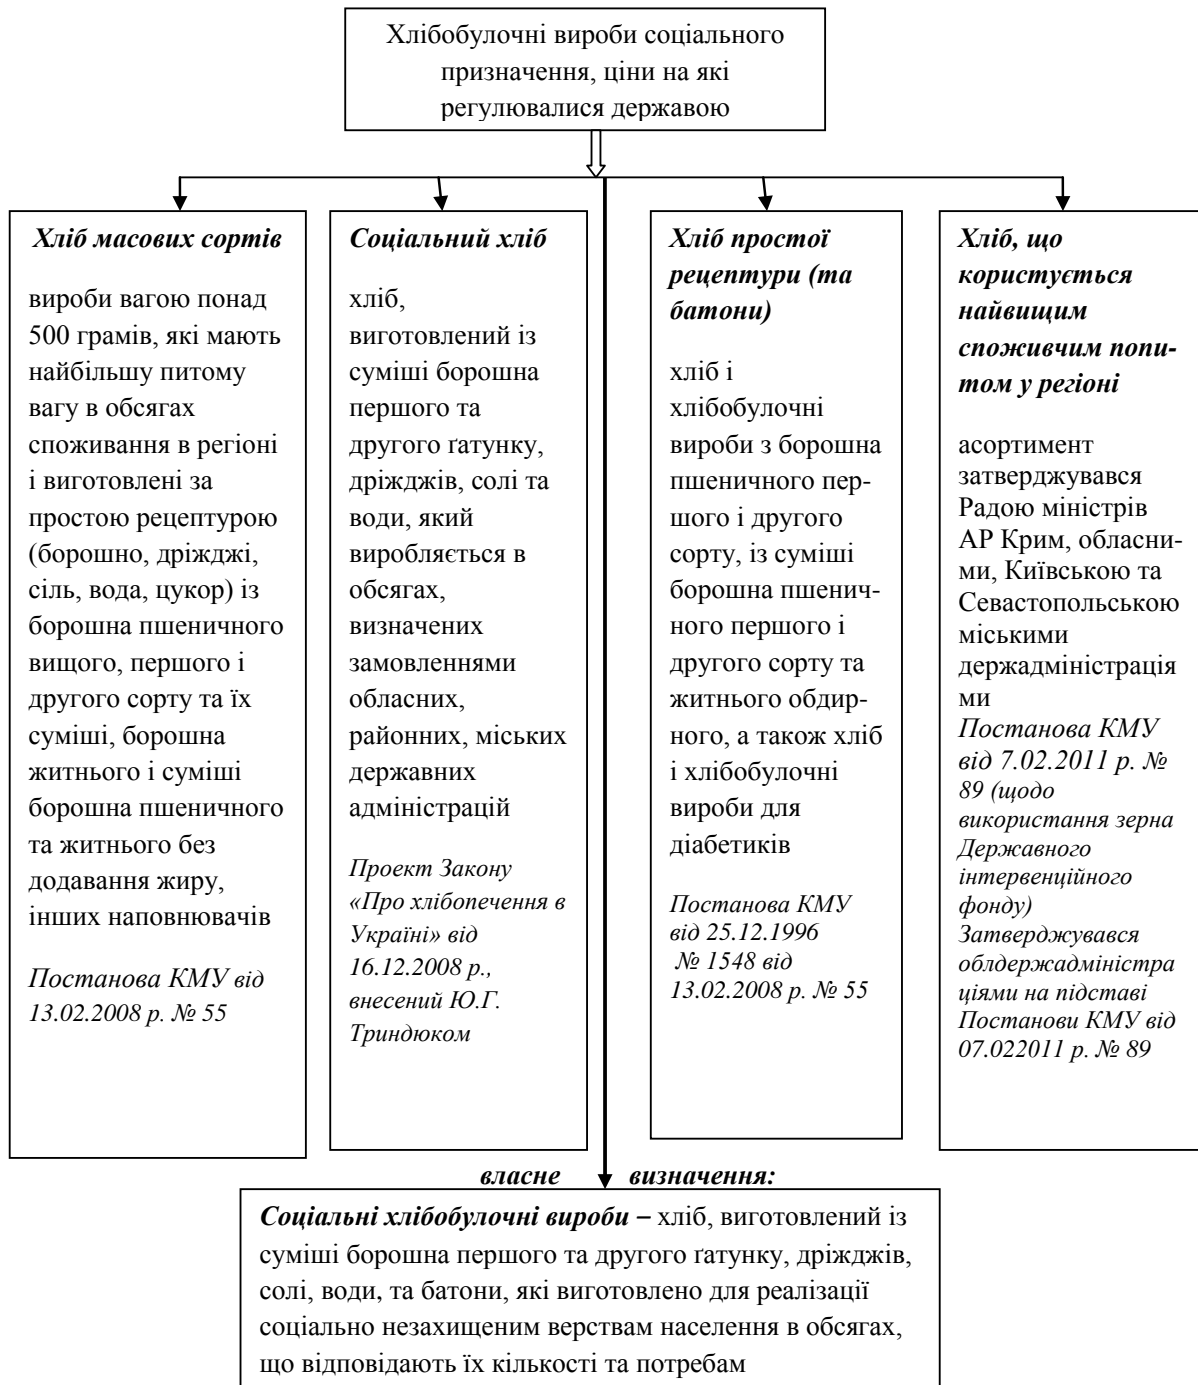 Хлібобулочні вироби соціального
призначення, ціни на які
регулювалися державою
Хліб масових сортів
вироби вагою понад
500 грамів, які мають
найбільшу питому
вагу в обсягах
споживання в регіоні
і виготовлені за
простою рецептурою
(борошно, дріжджі,
сіль, вода, цукор) із
борошна пшеничного
вищого, першого і
другого сорту та їх
суміші, борошна
житнього і суміші
борошна пшеничного
та житнього без
додавання жиру,
інших наповнювачів
Постанова КМУ від
13.02.2008 р. № 55
Соціальний хліб
хліб,
виготовлений із
суміші борошна
першого та
другого ґатунку,
дріжджів, солі та
води, який
виробляється в
обсягах,
визначених
замовленнями
обласних,
районних, міських
державних
адміністрацій
Проект Закону
«Про хлібопечення в
Україні» від
16.12.2008 р.,
внесений Ю.Г.
Триндюком
Хліб простої
рецептури (та
батони)
хліб і
хлібобулочні
вироби з борошна
пшеничного пер-
шого і другого
сорту, із суміші
борошна пшенич-
ного першого і
другого сорту та
житнього обдир-
ного, а також хліб
і хлібобулочні
вироби для
діабетиків
Постанова КМУ
від 25.12.1996
№ 1548 від
13.02.2008 р. № 55
Хліб, що
користується
найвищим
споживчим попи-
том у регіоні
асортимент
затверджувався
Радою міністрів
АР Крим, обласни-
ми, Київською та
Севастопольською
міськими
держадміністрація
ми
Постанова КМУ
від 7.02.2011 р. №
89 (щодо
використання зерна
Державного
інтервенційного
фонду)
Затверджувався
облдержадміністра
ціями на підставі
Постанови КМУ від
07.022011 р. № 89
власне визначення:
Соціальні хлібобулочні вироби – хліб, виготовлений із
суміші борошна першого та другого ґатунку, дріжджів,
солі, води, та батони, які виготовлено для реалізації
соціально незахищеним верствам населення в обсягах,
що відповідають їх кількості та потребам